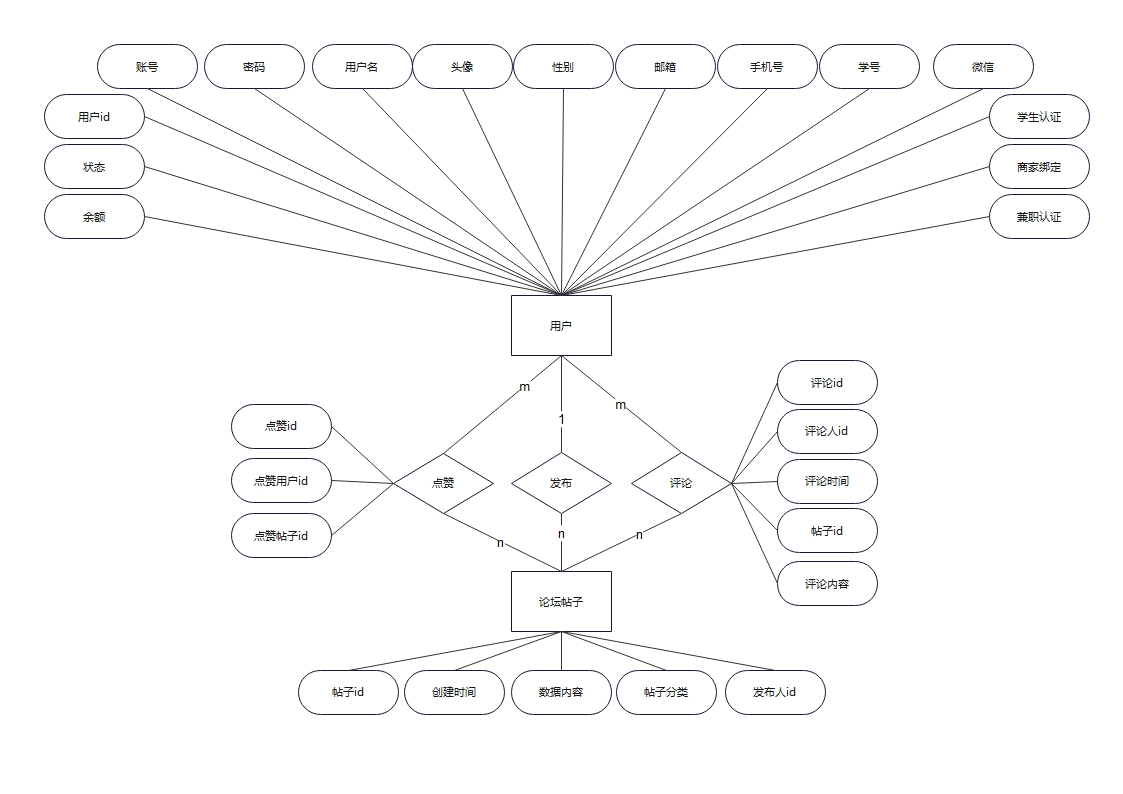 账号
密码
用户名
头像
性别
邮箱
手机号
学号
微信
用户id
学生认证
状态
商家绑定
余额
兼职认证
用户
m
1
m
点赞id
点赞用户id
点赞帖子id
点赞
发布
评论
评论id
评论人id
评论时间
帖子id
评论内容
n
n
n
论坛帖子
帖子id
创建时间
数据内容
帖子分类
发布人id